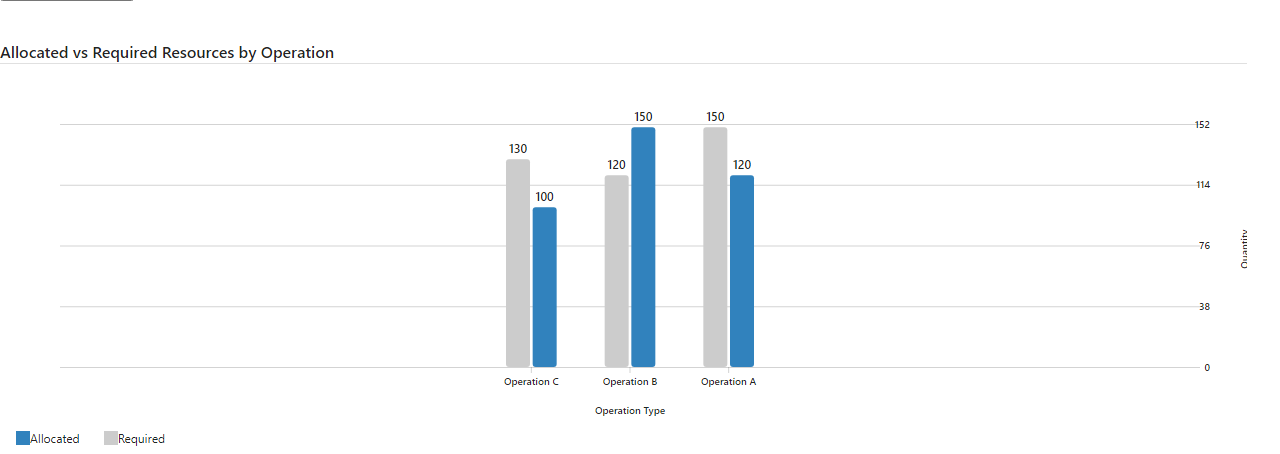 Allocated vs Required Resources by Operation
150 150
152
130
120 120
114
100
76
Quantity
38
0
Operation C Operation B Operation A
Operation Type
Allocated Required